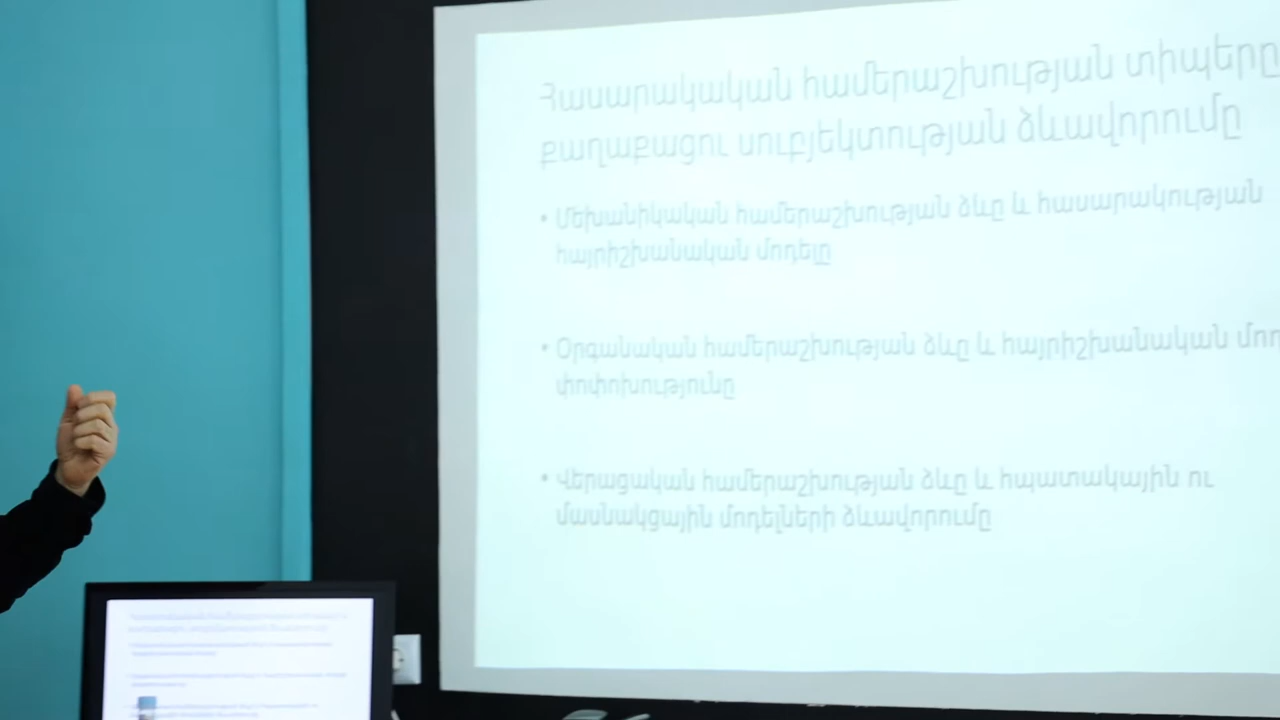 Հասարակական համերաշխության տիպերը
քաղաքացու սուբյեկտության ձևավորումը
• Մեխանիկական համերաշխության ձևը և հասարակության
հայրիշխանական մոդելը
• Օրգանական համերաշխության ձևը և հայրիշխանական
փոփոխությունը
• Վերացական համերաշխության ձևը և հպատակային ու
մասնակցային մոդելների ձևավորումը